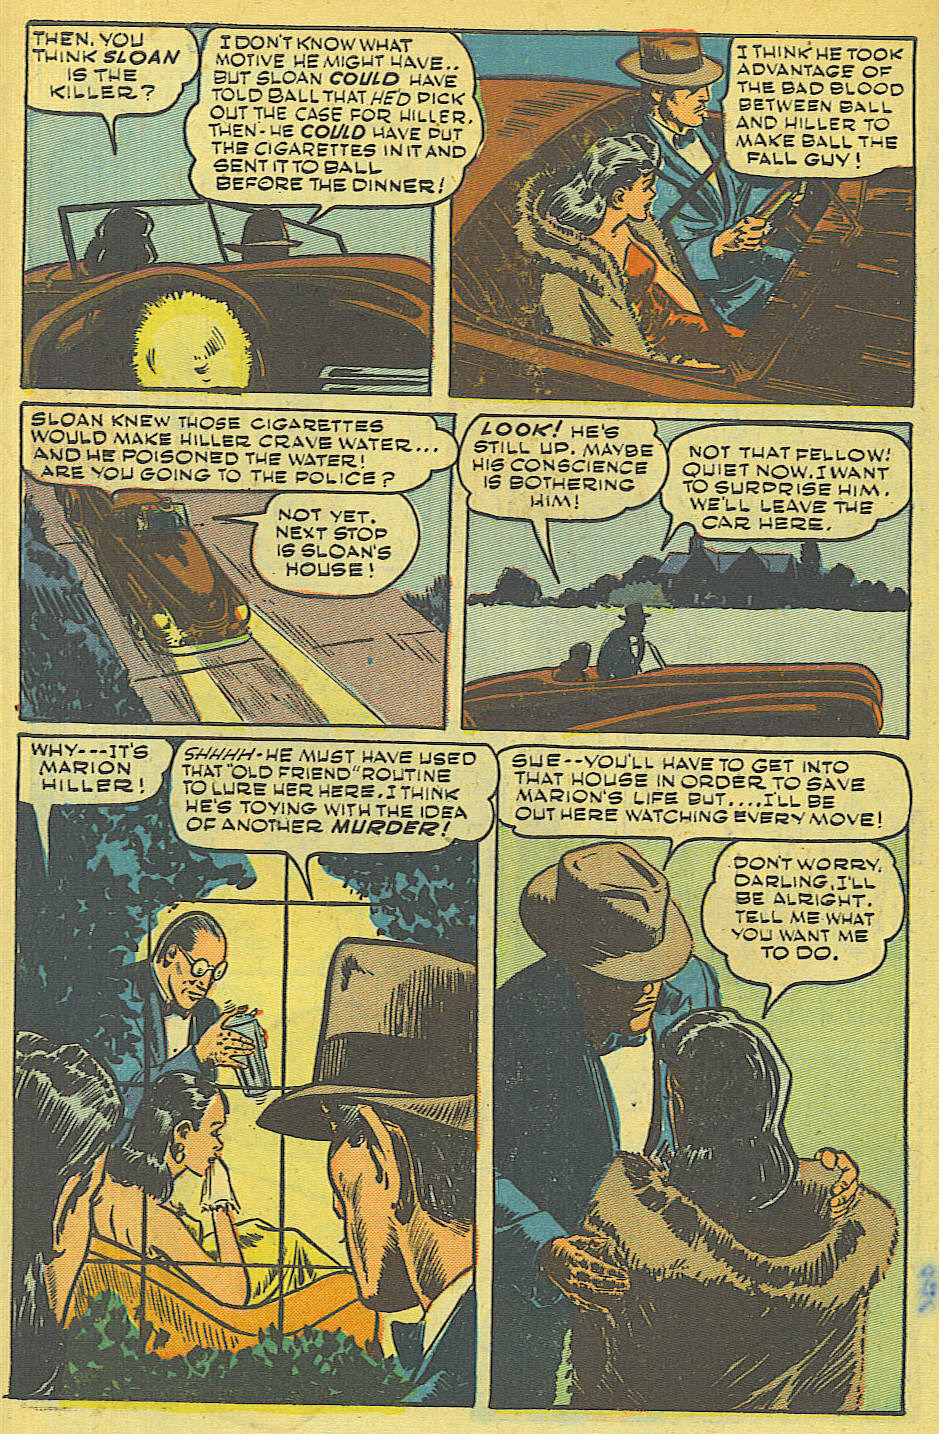 THEN, YOU
THINK SLOAN
IS THE
KILLER?
I DON'T KNOW WHAT
MOTIVE HE MIGHT HAVE..
BUT SLOAN COULD HAVE
TOLD BALL THAT HE'D PICK
OUT THE CASE FOR HILLER.
THEN-HE COULD HAVE PUT
THE CIGARETTES IN IT AND
SENT IT TO BALL
BEFORE THE DINNER!
I THINK HE TOOK
ADVANTAGE OF
THE BAD BLOOD
BETWEEN BALL
AND HILLER TO
MAKE BALL THE
FALL GUY!
SLOAN KNEW THOSE CIGARETTES
WOULD MAKE HILLER CRAVE WATER...
AND HE POISONED THE WATER!
ARE YOU GOING TO THE POLICE?
NOT YET.
NEXT STOP
IS SLOAN'S
HOUSE!
LOOK! HE'S
STILL UP. MAYBE
HIS CONSCIENCE
IS BOTHERING
HIM!
NOT THAT FELLOW!
QUIET NOW. I WANT
TO SURPRISE HIM.
WE'LL LEAVE THE
CAR HERE.
WHY---IT'S
MARION
HILLER!
SHHHH-HE MUST HAVE USED
THAT "OLD FRIEND" ROUTINE
TO LURE HER HERE. I THINK
HE'S TOYING WITH THE IDEA
OF ANOTHER MURDER!
SUE--YOU'LL HAVE TO GET INTO
THAT HOUSE IN ORDER TO SAVE
MARION'S LIFE BUT....I'LL BE
OUT HERE WATCHING EVERY MOVE!
DON'T WORRY,
DARLING, I'LL
BE ALRIGHT.
TELL ME WHAT
YOU WANT ME
TO DO.